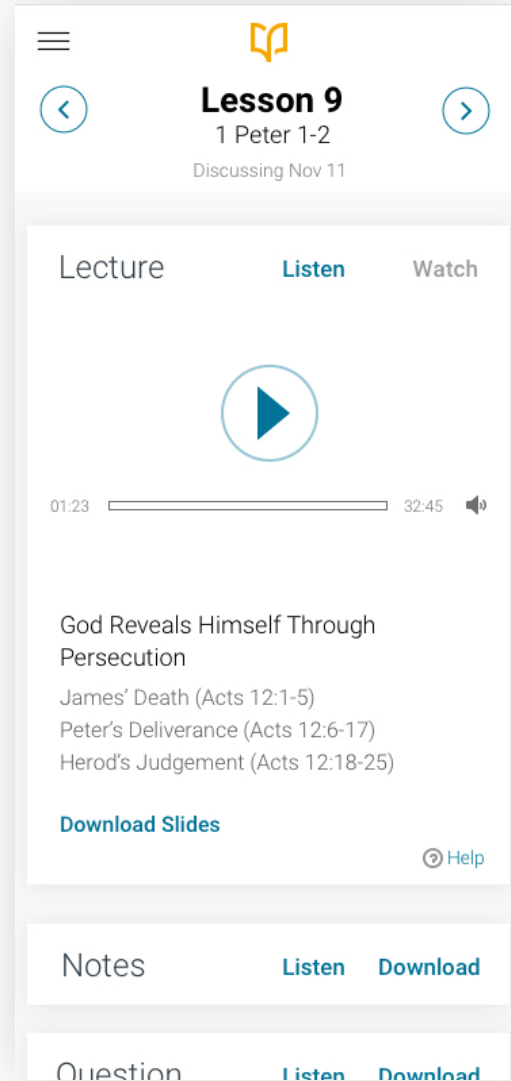 Lesson 9
1 Peter 1-2
Discussing Nov 11
Lecture Listen Watch
01:23 32:45
God Reveals Himself Through
Persecution
James’ Death (Acts 12:1-5)
Peter’s Deliverance (Acts 12:6-17)
Herod’s Judgement (Acts 12:18-25)
Download Slides
Help
Notes Listen Download
Question Listen Download